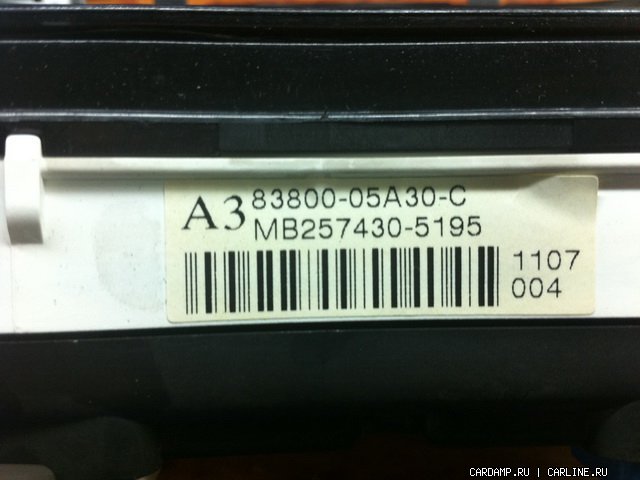 A3 83800-05A30-C
MB257430-5195
1107
004
CARDAMP.RU | CARLINE.RU